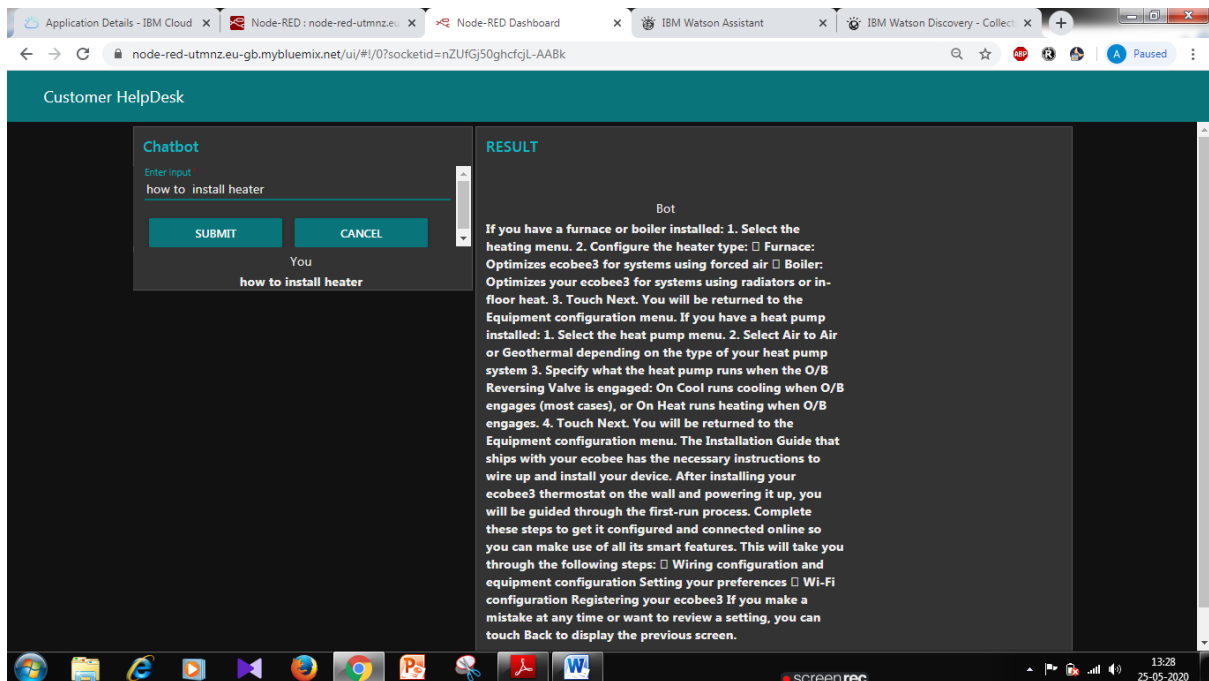 Application Details - IBM Cloud
Node-RED : node-red-utmnz.eu
Node-RED Dashboard
IBM Watson Assistant
IBM Watson Discovery - Collect
node-red-utmnz.eu-gb.mybluemix.net/ui/#!/0?socketid=nZUfGj50ghcfcjL-AABk
ABP
R
A
Paused
Customer HelpDesk
Chatbot
Enter input
how to  install heater
SUBMIT
CANCEL
You
how to install heater
RESULT
Bot
If you have a furnace or boiler installed: 1. Select the
heating menu. 2. Configure the heater type: □ Furnace:
Optimizes ecobee3 for systems using forced air □ Boiler:
Optimizes your ecobee3 for systems using radiators or in-
floor heat. 3. Touch Next. You will be returned to the
Equipment configuration menu. If you have a heat pump
installed: 1. Select the heat pump menu. 2. Select Air to Air
or Geothermal depending on the type of your heat pump
system 3. Specify what the heat pump runs when the O/B
Reversing Valve is engaged: On Cool runs cooling when O/B
engages (most cases), or On Heat runs heating when O/B
engages. 4. Touch Next. You will be returned to the
Equipment configuration menu. The Installation Guide that
ships with your ecobee has the necessary instructions to
wire up and install your device. After installing your
ecobee3 thermostat on the wall and powering it up, you
will be guided through the first-run process. Complete
these steps to get it configured and connected online so
you can make use of all its smart features. This will take you
through the following steps: □ Wiring configuration and
equipment configuration Setting your preferences □ Wi-Fi
configuration Registering your ecobee3 If you make a
mistake at any time or want to review a setting, you can
touch Back to display the previous screen.
screenrec
13:28
25-05-2020